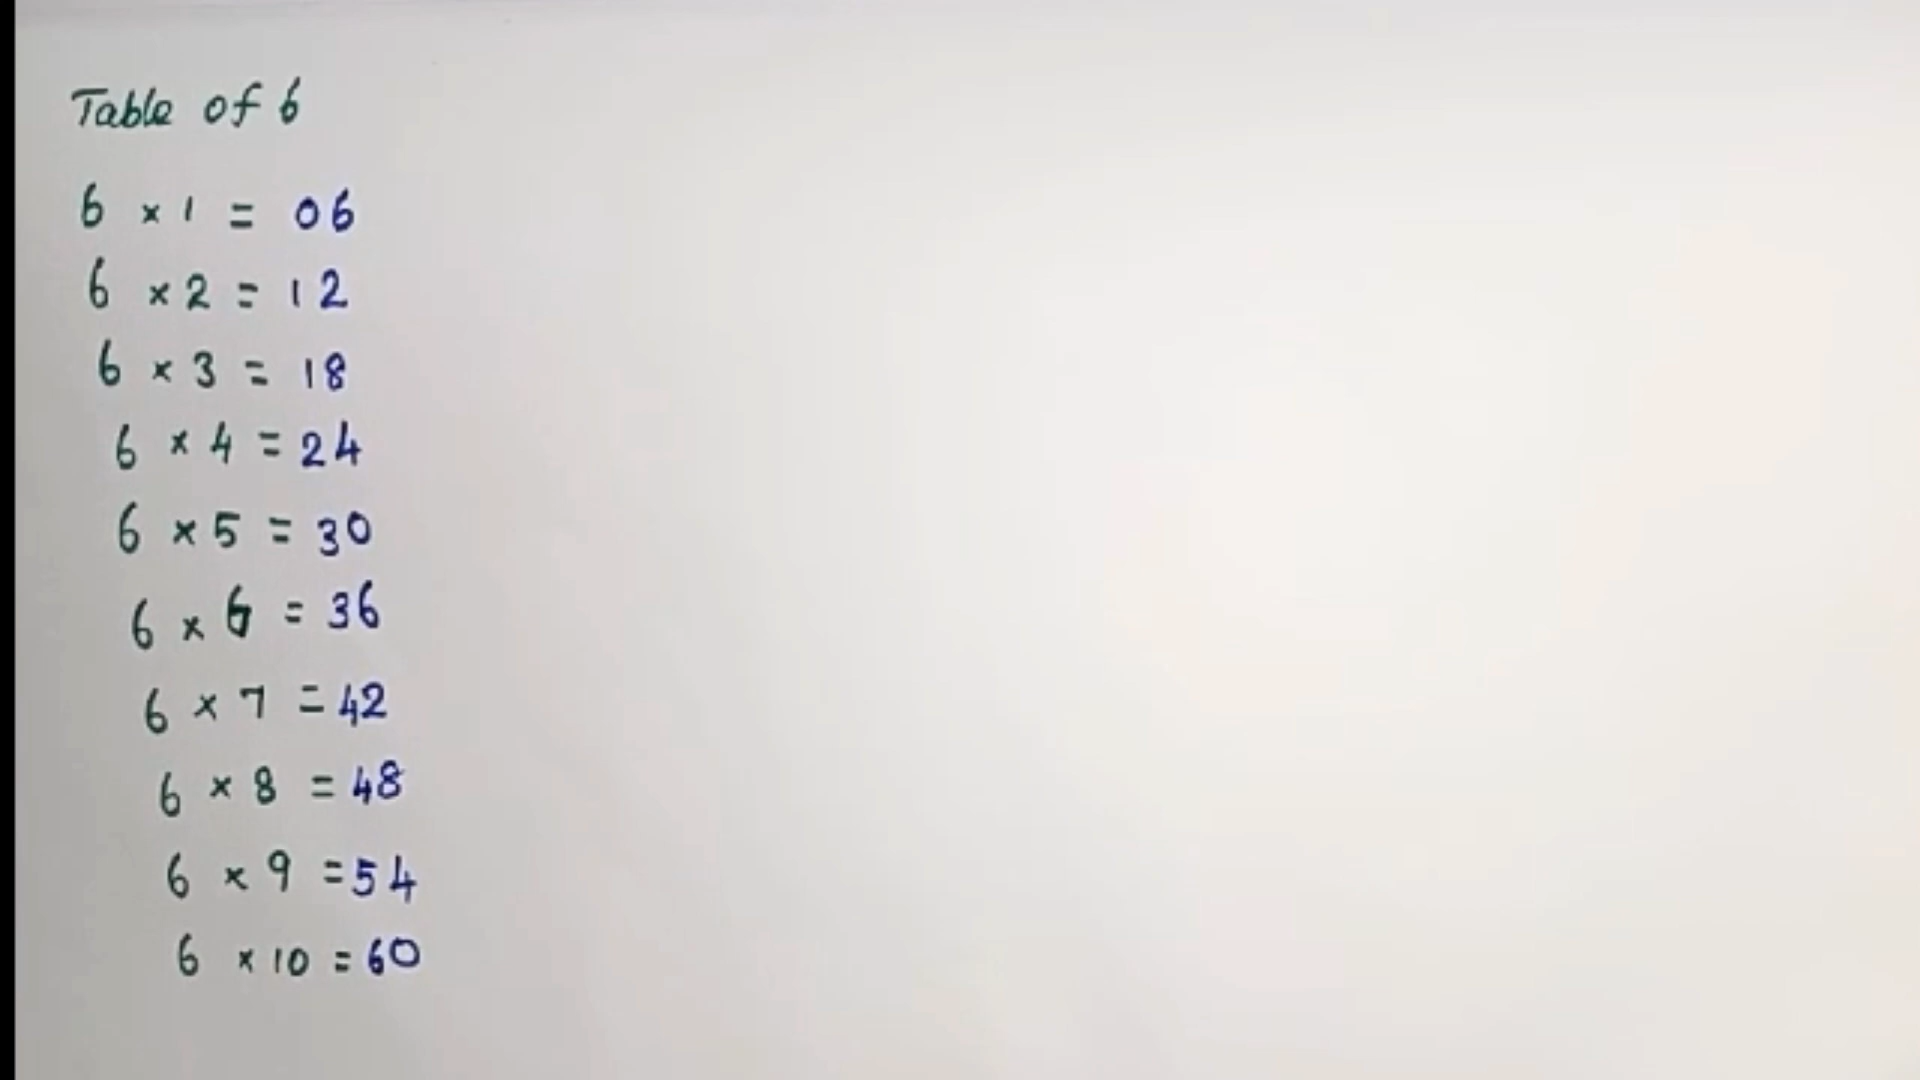 Table of 6
6 × 1 = 06
6 × 2 = 12
6 × 3 = 18
6 × 4 = 24
6 × 5 = 30
6 × 6 = 36
6 × 7 = 42
6 × 8 = 48
6 × 9 = 54
6 × 10 = 60